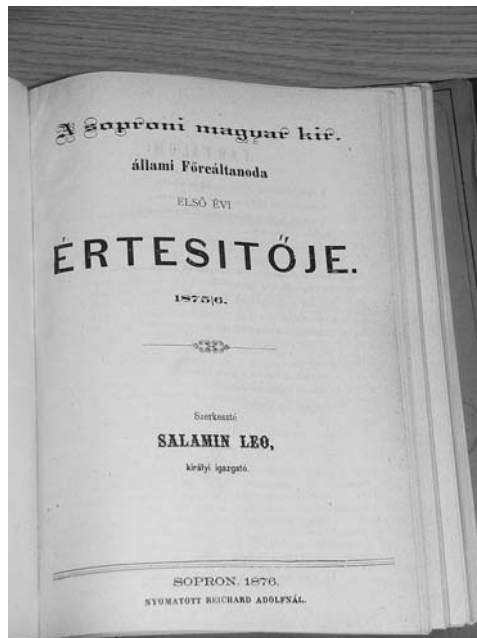 A soproni magyar kir.
állami Főreáltanoda
ELSŐ ÉVI
ÉRTESITŐJE.
1875|6.
Szerkeszté
SALAMIN LEO,
királyi igazgató.
SOPRON. 1876.
NYOMATOTT REICHARD ADOLFNÁL.